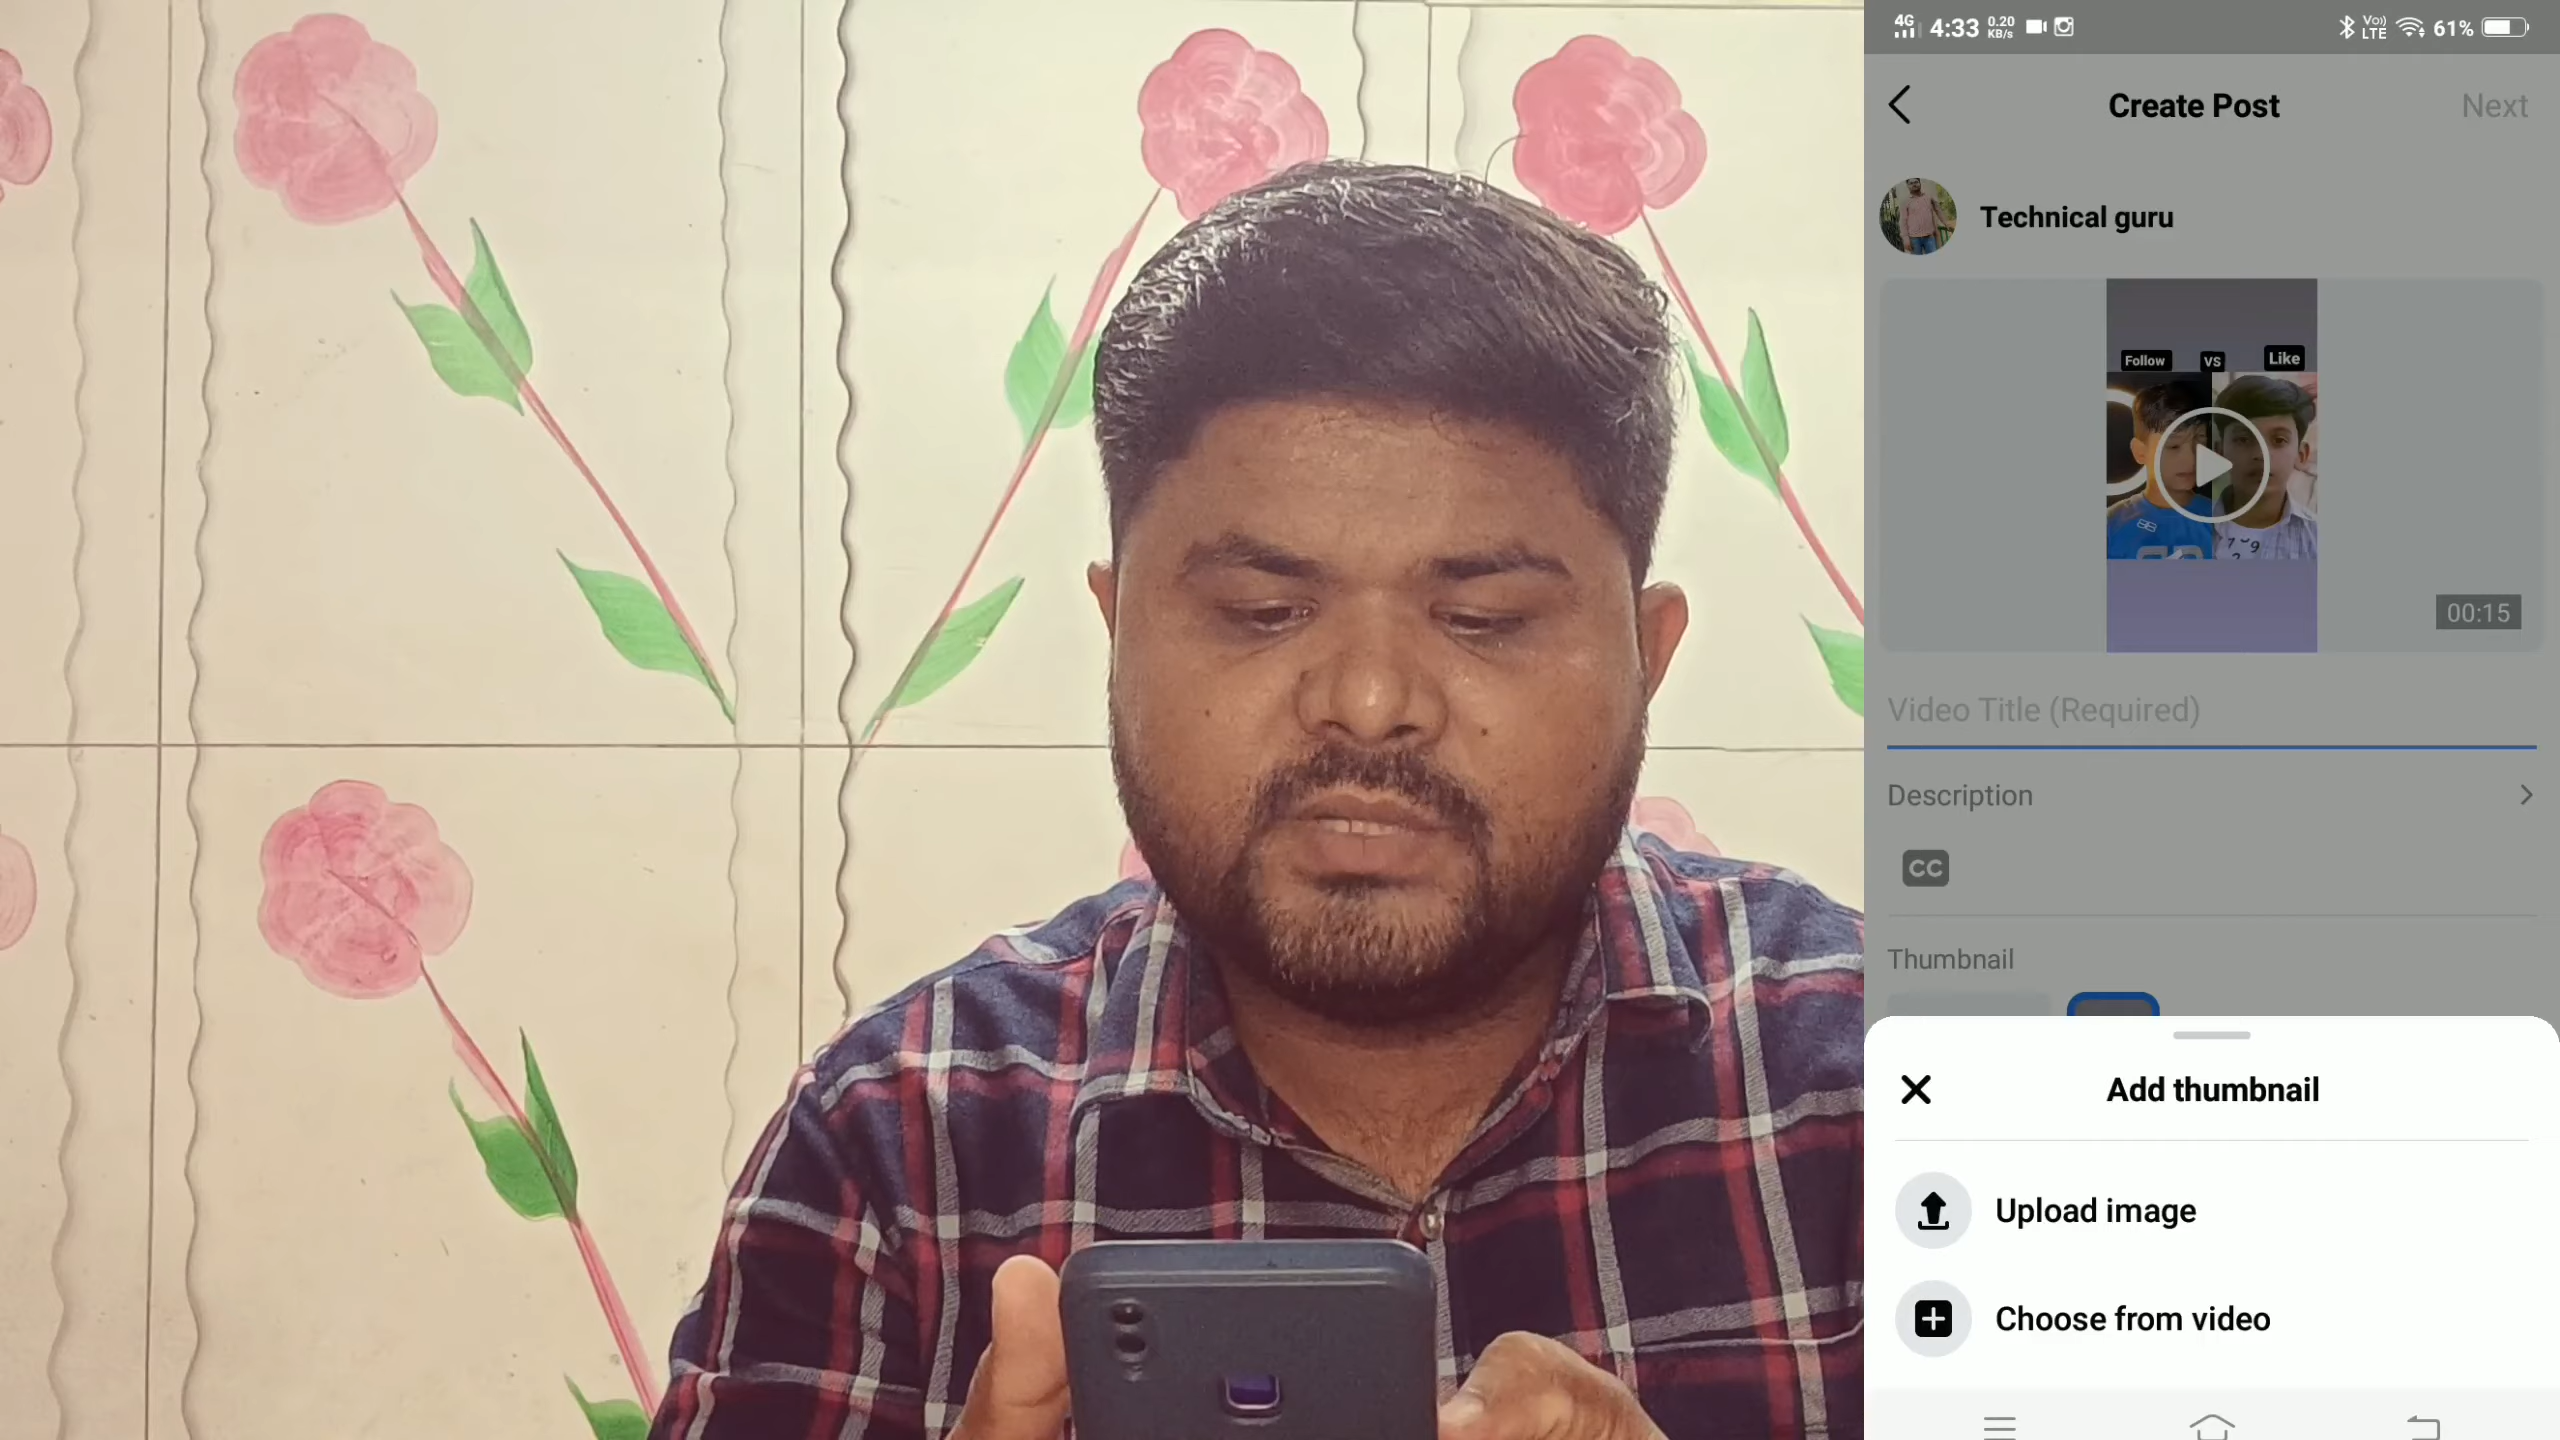 4G 4:33 0.20 KB/s Vo) LTE 61%
Create Post Next
Technical guru
Follow VS Like
00:15
Video Title (Required)
Description
CC
Thumbnail
Add thumbnail
Upload image
Choose from video